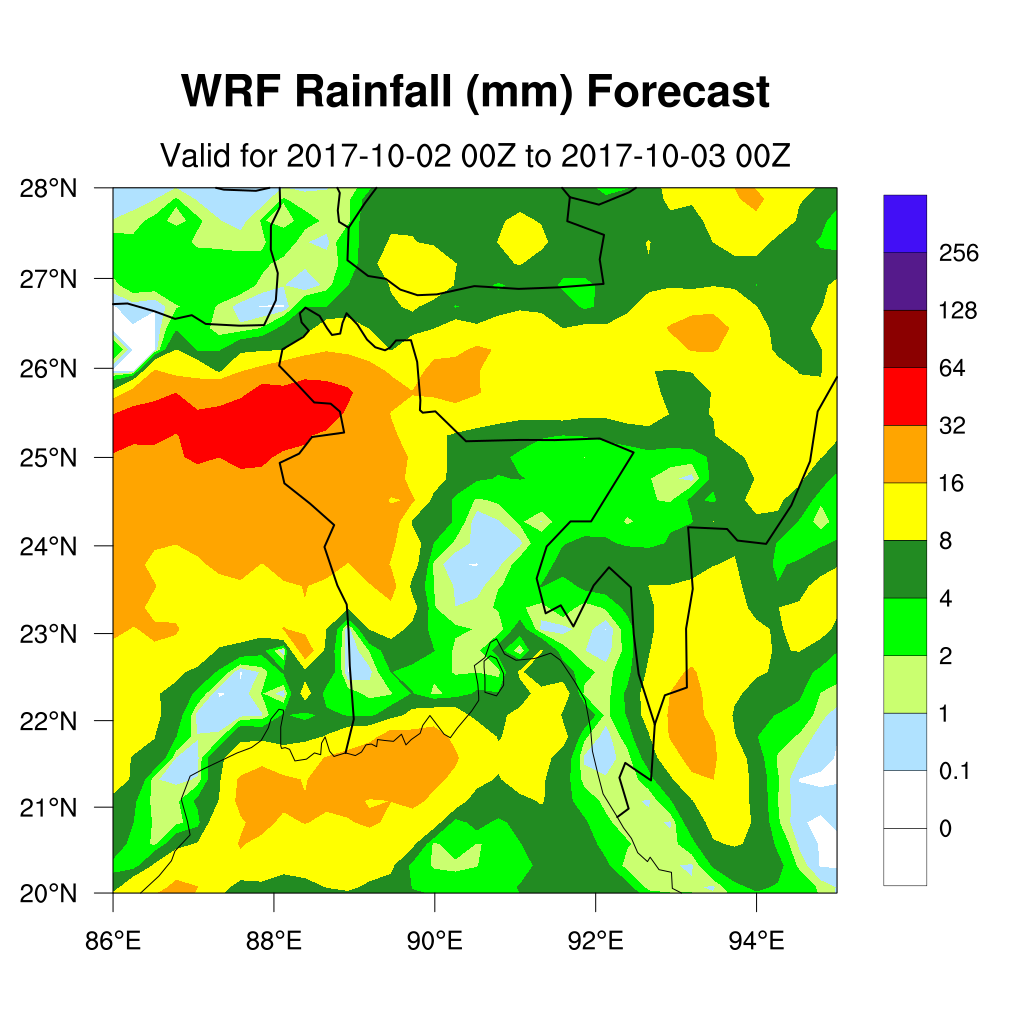 WRF Rainfall (mm) Forecast
Valid for 2017-10-02 00Z to 2017-10-03 00Z
28°N
27°N
26°N
25°N
24°N
23°N
22°N
21°N
20°N
86°E 88°E 90°E 92°E 94°E
256
128
64
32
16
8
4
2
1
0.1
0